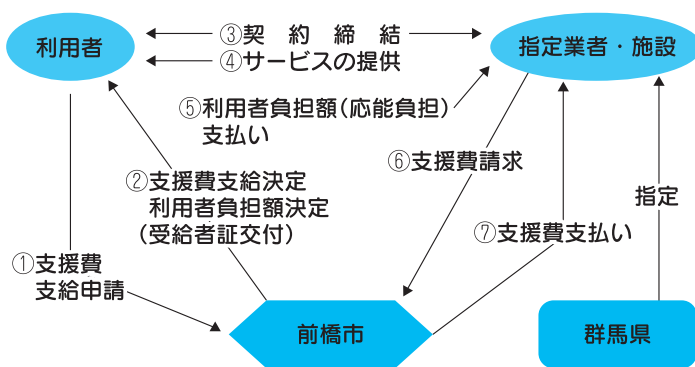 利用者
③契約締結
④サービスの提供
指定業者・施設
⑤利用者負担額（応能負担）
支払い
⑥支援費請求
②支援費支給決定
利用者負担額決定
（受給者証交付）
指定
⑦支援費支払い
①支援費
支給申請
前橋市
群馬県